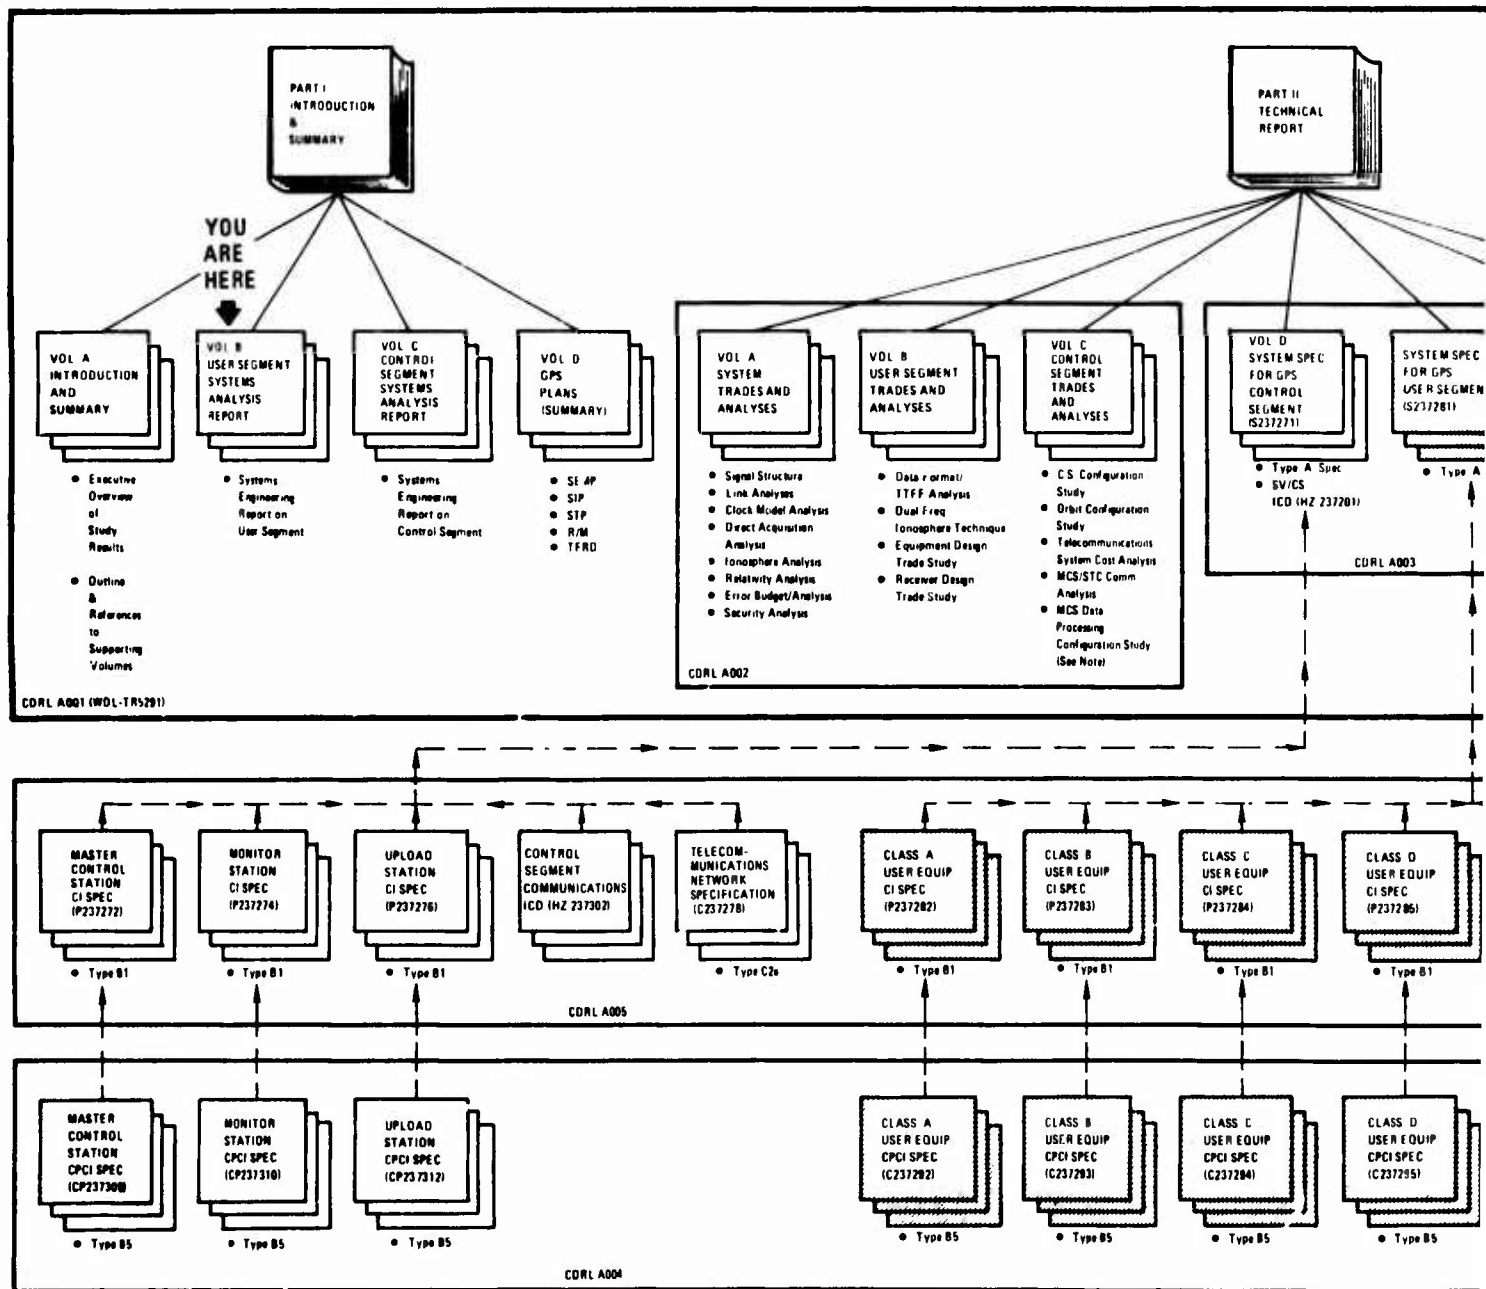 PART I
INTRODUCTION
&
SUMMARY
PART II
TECHNICAL
REPORT
YOU
ARE
HERE
VOL A
INTRODUCTION
AND
SUMMARY
VOL B
USER SEGMENT
SYSTEMS
ANALYSIS
REPORT
VOL C
CONTROL
SEGMENT
SYSTEMS
ANALYSIS
REPORT
VOL D
GPS
PLANS
(SUMMARY)
VOL A
SYSTEM
TRADES AND
ANALYSES
VOL B
USER SEGMENT
TRADES AND
ANALYSES
VOL C
CONTROL
SEGMENT
TRADES
AND
ANALYSES
VOL D
SYSTEM SPEC
FOR GPS
CONTROL
SEGMENT
(S237271)
SYSTEM SPEC
FOR GPS
USER SEGMEN
(S237281)
● Executive
Overview
of
Study
Results
● Outline
&
References
to
Supporting
Volumes
● Systems
Engineering
Report on
User Segment
● Systems
Engineering
Report on
Control Segment
● SIP
● STP
● R/M
● TFRD
● Signal Structure
● Link Analyses
● Clock Model Analysis
● Direct Acquisition
Analysis
● Ionosphere Analysis
● Relativity Analysis
● Error Budget/Analysis
● Security Analysis
● Data Format/
TTFF Analysis
● Dual Freq
Ionosphere Technique
● Equipment Design
Trade Study
● Receiver Design
Trade Study
● C.S. Configuration
Study
● Orbit Configuration
Study
● Telecommunications
System Cost Analysis
● MCS/STC Comm
Analysis
● MCS Data
Processing
Configuration Study
(See Note)
● Type A Spec
● SV/CS
ICD (HZ 237201)
● Type A
CDRL A003
CDRL A002
CDRL A001 (WDL-TR5291)
MASTER
CONTROL
STATION
CI SPEC
(P237272)
● Type B1
MONITOR
STATION
CI SPEC
(P237274)
● Type B1
UPLOAD
STATION
CI SPEC
(P237276)
● Type B1
CONTROL
SEGMENT
COMMUNICATIONS
ICD (HZ 237302)
TELECOM-
MUNICATIONS
NETWORK
SPECIFICATION
(C237278)
● Type C2a
CLASS A
USER EQUIP
CI SPEC
(P237282)
● Type B1
CLASS B
USER EQUIP
CI SPEC
(P237283)
● Type B1
CLASS C
USER EQUIP
CI SPEC
(P237284)
● Type B1
CLASS D
USER EQUIP
CI SPEC
(P237285)
● Type B1
CDRL A005
MASTER
CONTROL
STATION
CPCI SPEC
(CP237309)
● Type B5
MONITOR
STATION
CPCI SPEC
(CP237310)
● Type B5
UPLOAD
STATION
CPCI SPEC
(CP237312)
● Type B5
CLASS A
USER EQUIP
CPCI SPEC
(C237292)
● Type B5
CLASS B
USER EQUIP
CPCI SPEC
(C237293)
● Type B5
CLASS C
USER EQUIP
CPCI SPEC
(C237294)
● Type B5
CLASS D
USER EQUIP
CPCI SPEC
(C237295)
● Type B5
CDRL A004